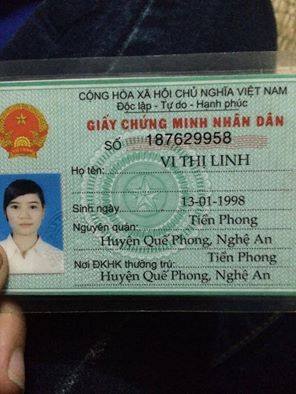 CỘNG HÒA XÃ HỘI CHỦ NGHĨA VIỆT NAM
Độc lập - Tự do - Hạnh phúc
GIẤY CHỨNG MINH NHÂN DÂN
SỐ 187629958
Họ tên: VI THỊ LINH
Sinh ngày 13-01-1998
Nguyên quán: Tiền Phong
Huyện Quế Phong, Nghệ An
Nơi ĐKHK thường trú: Tiền Phong
Huyện Quế Phong, Nghệ An